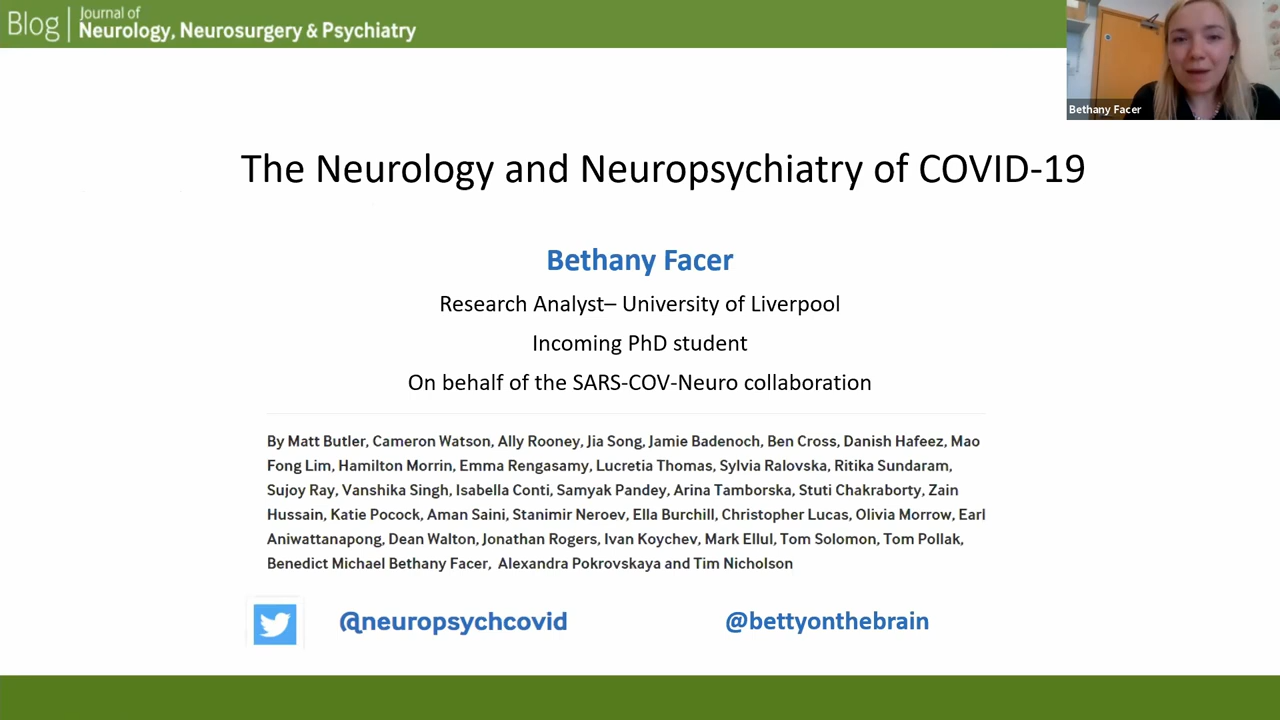 Blog | Journal of
Neurology, Neurosurgery & Psychiatry
Bethany Facer
The Neurology and Neuropsychiatry of COVID-19
Bethany Facer
Research Analyst– University of Liverpool
Incoming PhD student
On behalf of the SARS-COV-Neuro collaboration
By Matt Butler, Cameron Watson, Ally Rooney, Jia Song, Jamie Badenoch, Ben Cross, Danish Hafeez, Mao
Fong Lim, Hamilton Morrin, Emma Rengasamy, Lucretia Thomas, Sylvia Ralovska, Ritika Sundaram,
Sujoy Ray, Vanshika Singh, Isabella Conti, Samyak Pandey, Arina Tamborska, Stuti Chakraborty, Zain
Hussain, Katie Pocock, Aman Saini, Stanimir Neroev, Ella Burchill, Christopher Lucas, Olivia Morrow, Earl
Aniwattanapong, Dean Walton, Jonathan Rogers, Ivan Koychev, Mark Ellul, Tom Solomon, Tom Pollak,
Benedict Michael Bethany Facer, Alexandra Pokrovskaya and Tim Nicholson
@neuropsychcovid @bettyonthebrain